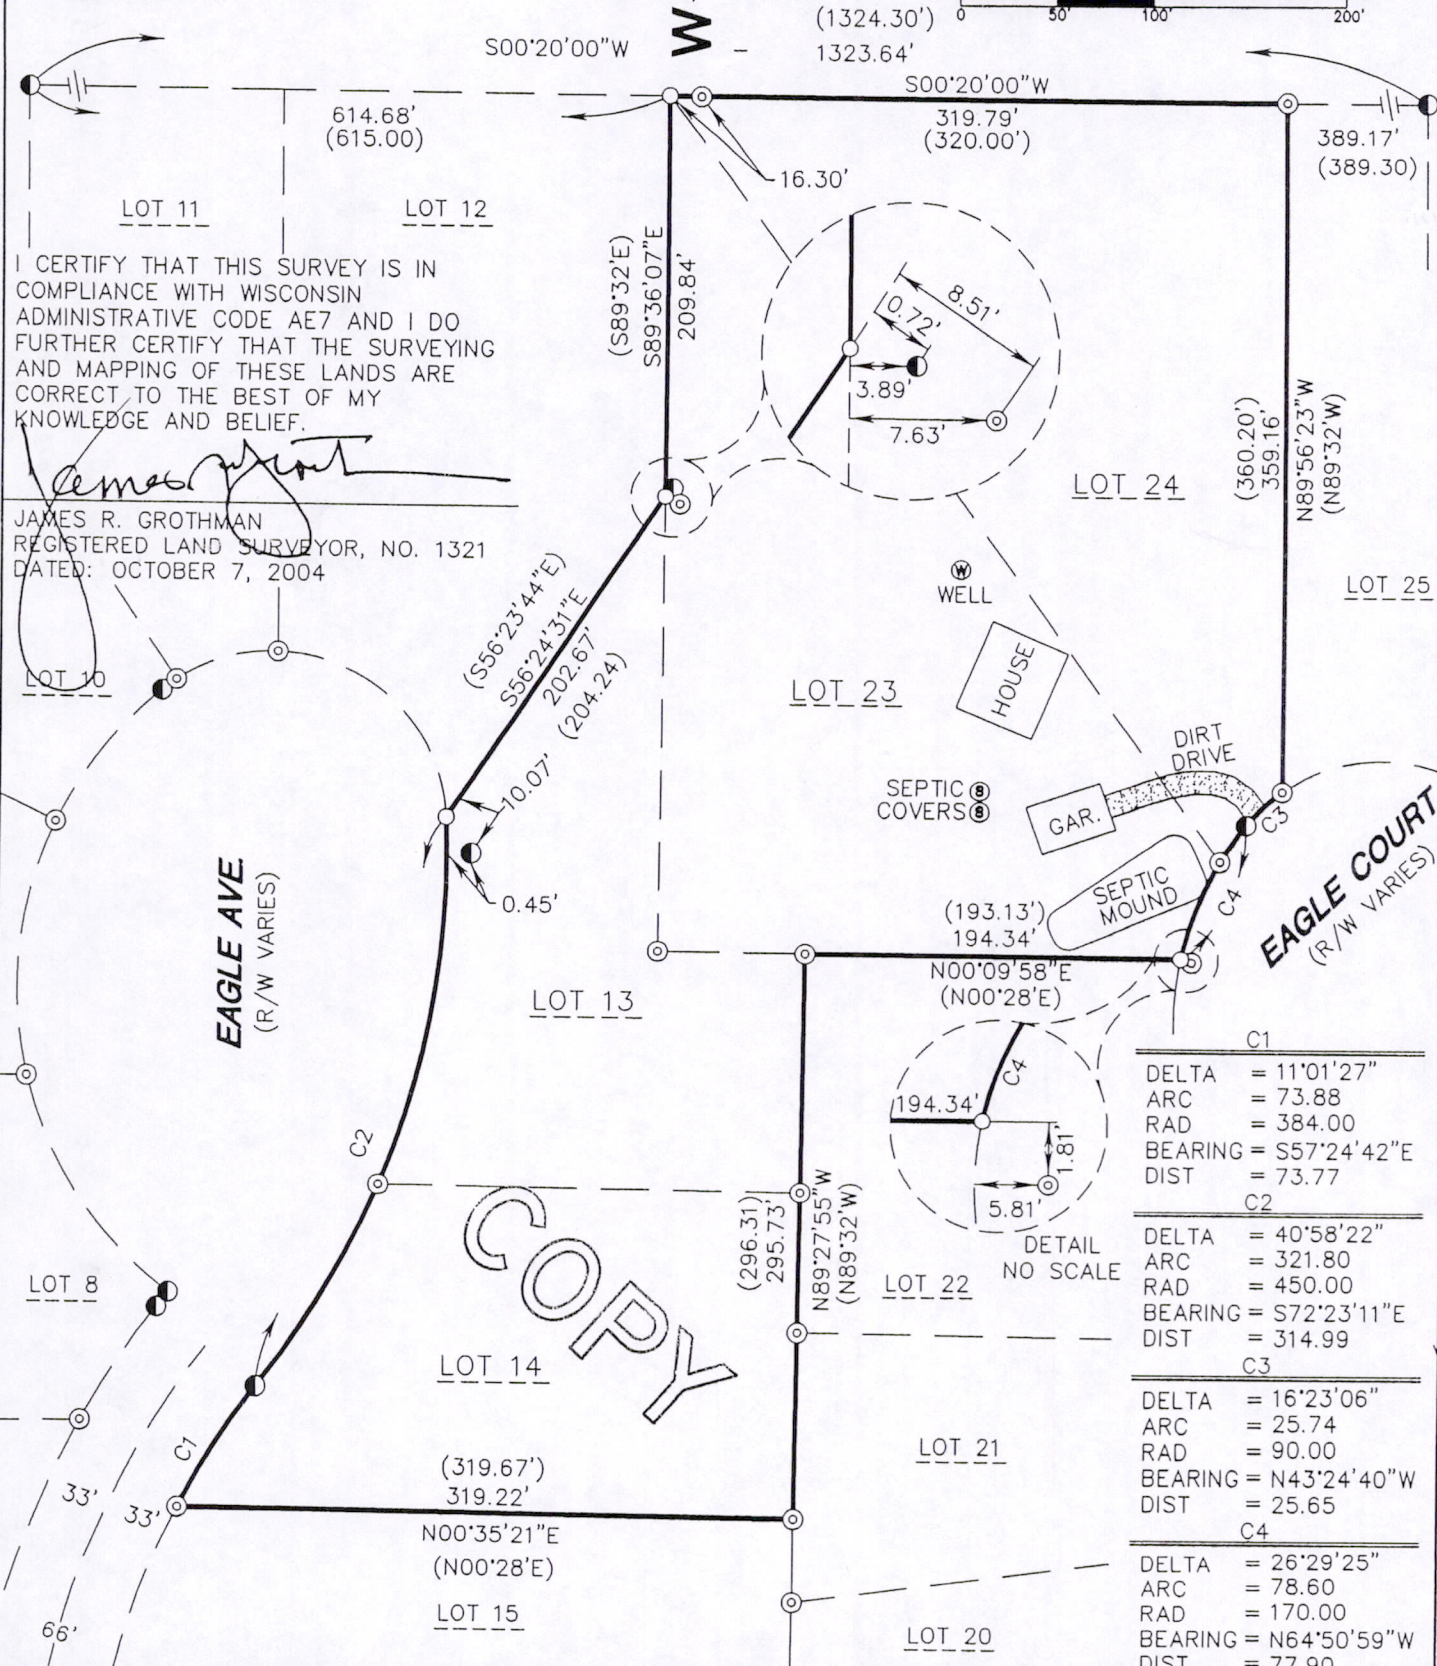 W
(1324.30')
1323.64'
0 50' 100' 200'
S00°20'00"W
S00°20'00"W
614.68'
(615.00)
319.79'
(320.00')
389.17'
(389.30)
16.30'
LOT 11
LOT 12
I CERTIFY THAT THIS SURVEY IS IN
COMPLIANCE WITH WISCONSIN
ADMINISTRATIVE CODE AE7 AND I DO
FURTHER CERTIFY THAT THE SURVEYING
AND MAPPING OF THESE LANDS ARE
CORRECT TO THE BEST OF MY
KNOWLEDGE AND BELIEF.
JAMES R. GROTHMAN
REGISTERED LAND SURVEYOR, NO. 1321
DATED: OCTOBER 7, 2004
(S89°32'E)
S89°36'07"E
209.84'
8.51'
0.72'
3.89'
7.63'
LOT 24
(360.20')
359.16'
N89°56'23"W
(N89°32'W)
LOT 25
WELL
W
HOUSE
LOT 23
LOT 10
(S56°23'44"E)
S56°24'31"E
202.67'
(204.24)
10.07'
0.45'
DIRT
DRIVE
SEPTIC S
COVERS S
GAR.
C3
SEPTIC
MOUND
C4
EAGLE COURT
(R/W VARIES)
EAGLE AVE.
(R/W VARIES)
(193.13')
194.34'
N00°09'58"E
(N00°28'E)
LOT 13
C4
194.34'
1.81'
5.81'
DETAIL
NO SCALE
C2
(296.31)
295.73'
N89°27'55"W
(N89°32'W)
LOT 22
COPY
LOT 8
LOT 14
LOT 21
C1
(319.67')
319.22'
N00°35'21"E
(N00°28'E)
33'
33'
66'
LOT 15
LOT 20
C1
DELTA = 11°01'27"
ARC = 73.88
RAD = 384.00
BEARING = S57°24'42"E
DIST = 73.77
C2
DELTA = 40°58'22"
ARC = 321.80
RAD = 450.00
BEARING = S72°23'11"E
DIST = 314.99
C3
DELTA = 16°23'06"
ARC = 25.74
RAD = 90.00
BEARING = N43°24'40"W
DIST = 25.65
C4
DELTA = 26°29'25"
ARC = 78.60
RAD = 170.00
BEARING = N64°50'59"W
DIST = 77.90